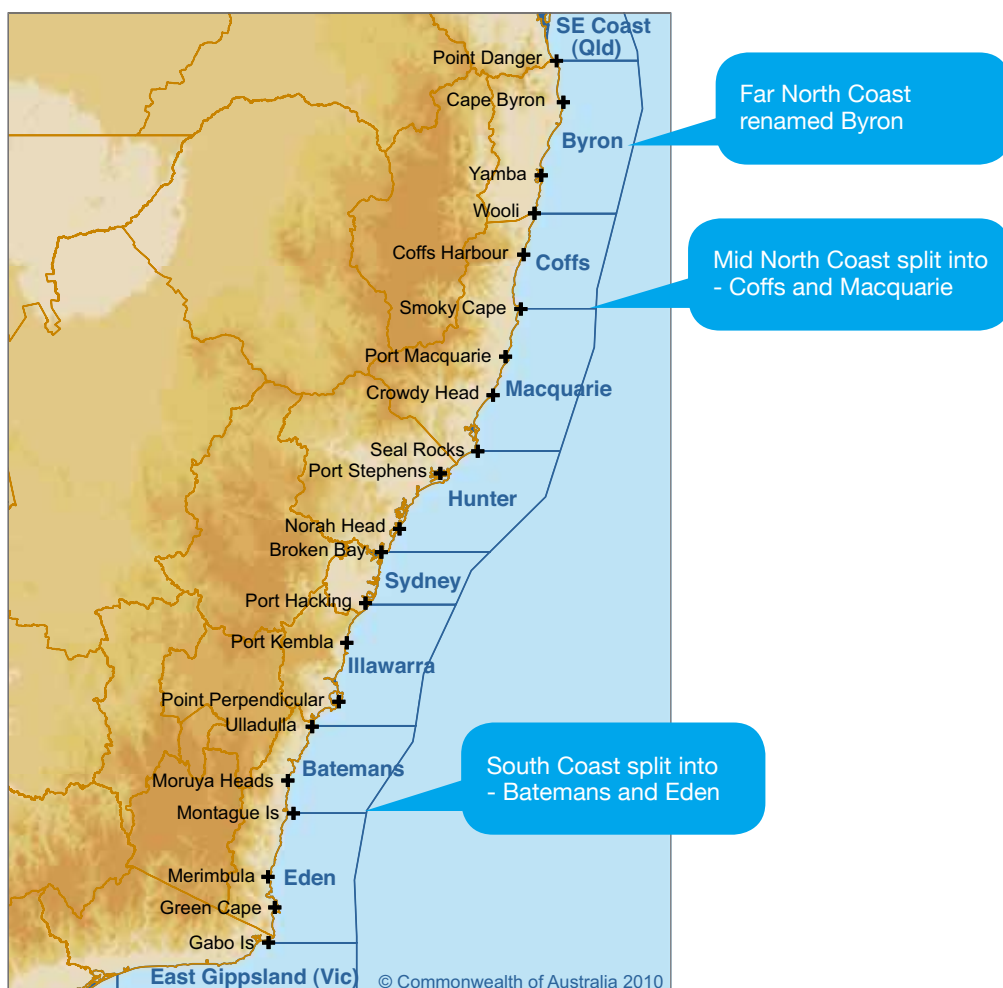 SE Coast
(Qld)
Point Danger
Cape Byron
Far North Coast
renamed Byron
Byron
Yamba
Wooli
Coffs Harbour
Coffs
Mid North Coast split into
- Coffs and Macquarie
Smoky Cape
Port Macquarie
Crowdy Head
Macquarie
Seal Rocks
Port Stephens
Hunter
Norah Head
Broken Bay
Sydney
Port Hacking
Port Kembla
Illawarra
Point Perpendicular
Ulladulla
Batemans
South Coast split into
- Batemans and Eden
Moruya Heads
Montague Is
Merimbula
Eden
Green Cape
Gabo Is
East Gippsland (Vic)
© Commonwealth of Australia 2010